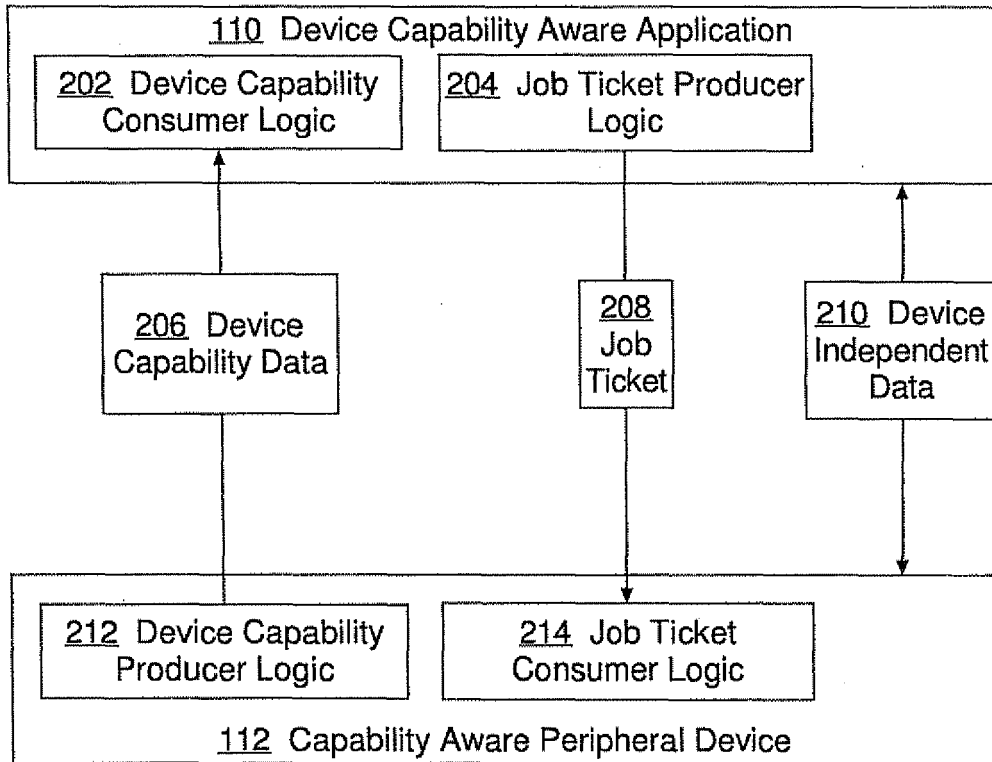 110 Device Capability Aware Application
202 Device Capability
Consumer Logic
204 Job Ticket Producer
Logic
206 Device
Capability Data
208
Job
Ticket
210 Device
Independent
Data
212 Device Capability
Producer Logic
214 Job Ticket
Consumer Logic
112 Capability Aware Peripheral Device